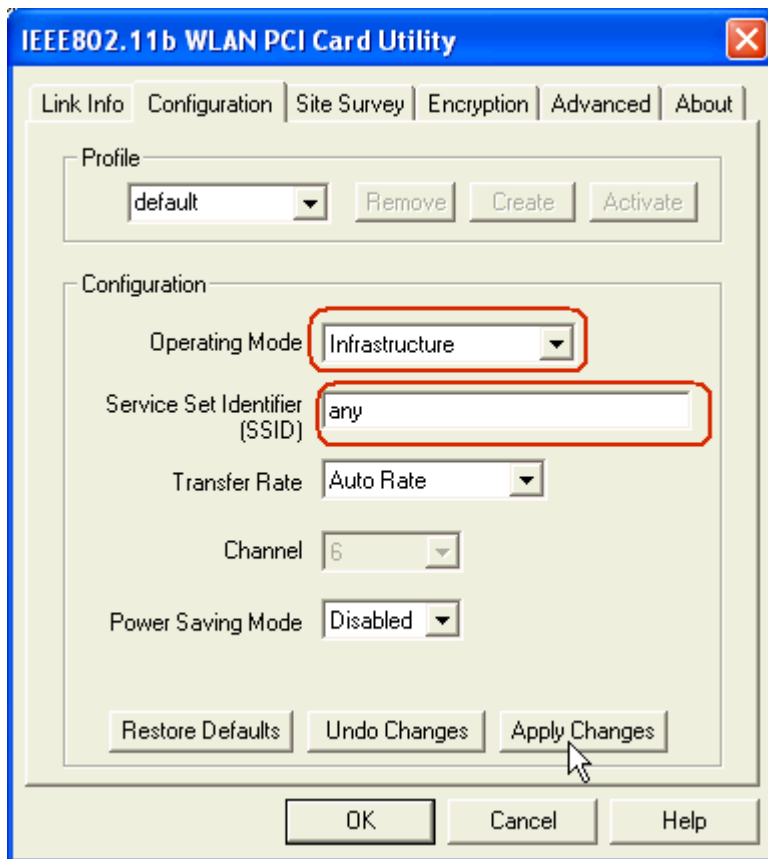 IEEE802.11b WLAN PCI Card Utility
Link Info Configuration Site Survey Encryption Advanced About
Profile
default Remove Create Activate
Configuration
Operating Mode Infrastructure
Service Set Identifier
(SSID) any
Transfer Rate Auto Rate
Channel 6
Power Saving Mode Disabled
Restore Defaults Undo Changes Apply Changes
OK Cancel Help